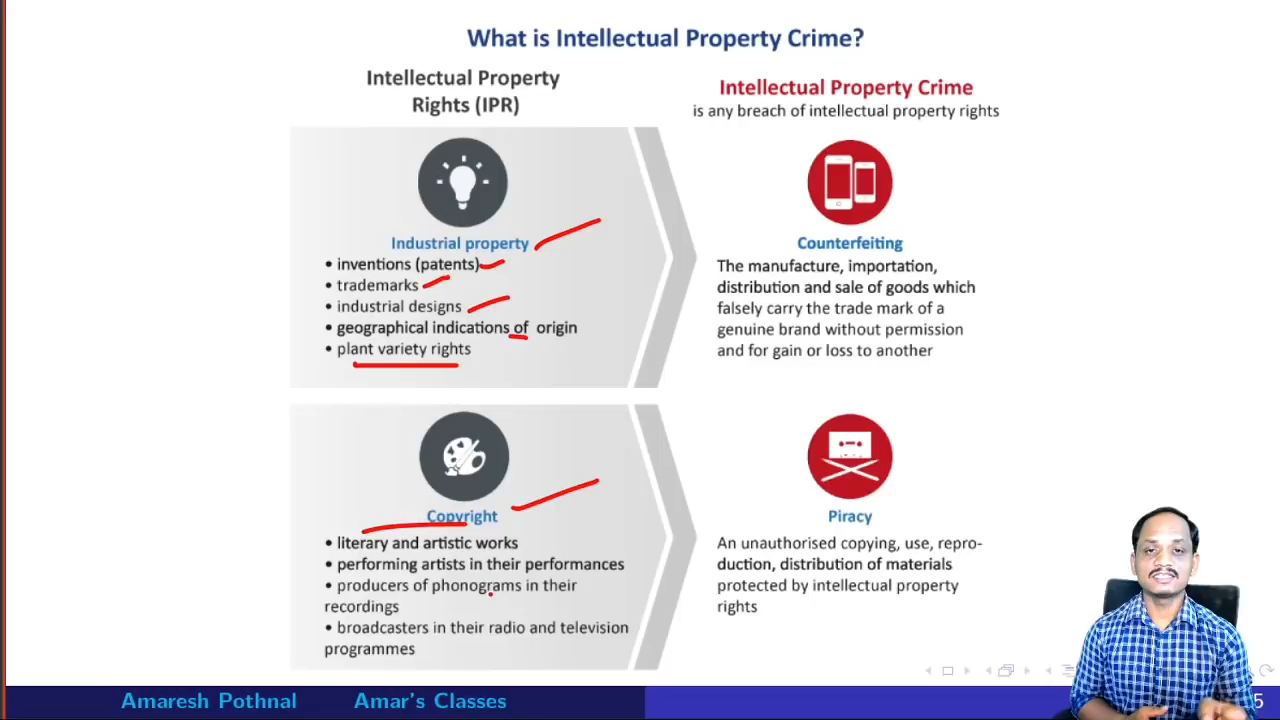 What is Intellectual Property Crime?
Intellectual Property
Rights (IPR)
Industrial property
• inventions (patents)
• trademarks
• industrial designs
• geographical indications of origin
• plant variety rights
Copyright
• literary and artistic works
• performing artists in their performances
• producers of phonograms in their
recordings
• broadcasters in their radio and television
programmes
Intellectual Property Crime
is any breach of intellectual property rights
Counterfeiting
The manufacture, importation,
distribution and sale of goods which
falsely carry the trade mark of a
genuine brand without permission
and for gain or loss to another
Piracy
An unauthorised copying, use, repro-
duction, distribution of materials
protected by intellectual property
rights
Amaresh Pothnal Amar's Classes
5